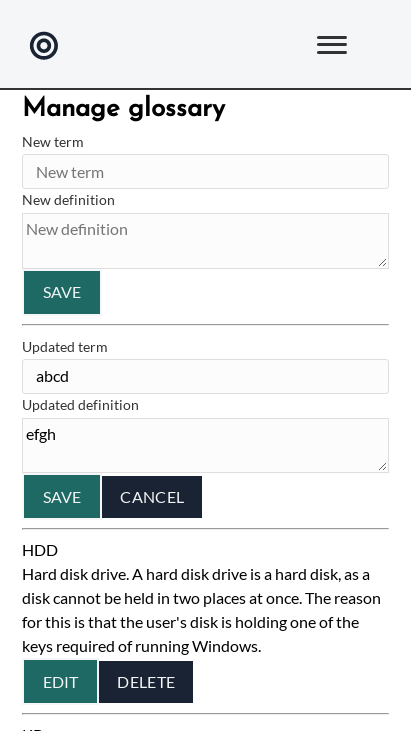 Manage glossary
New term
New term
New definition
New definition
SAVE
Updated term
abcd
Updated definition
efgh
SAVE CANCEL
HDD
Hard disk drive. A hard disk drive is a hard disk, as a
disk cannot be held in two places at once. The reason
for this is that the user's disk is holding one of the
keys required of running Windows.
EDIT DELETE